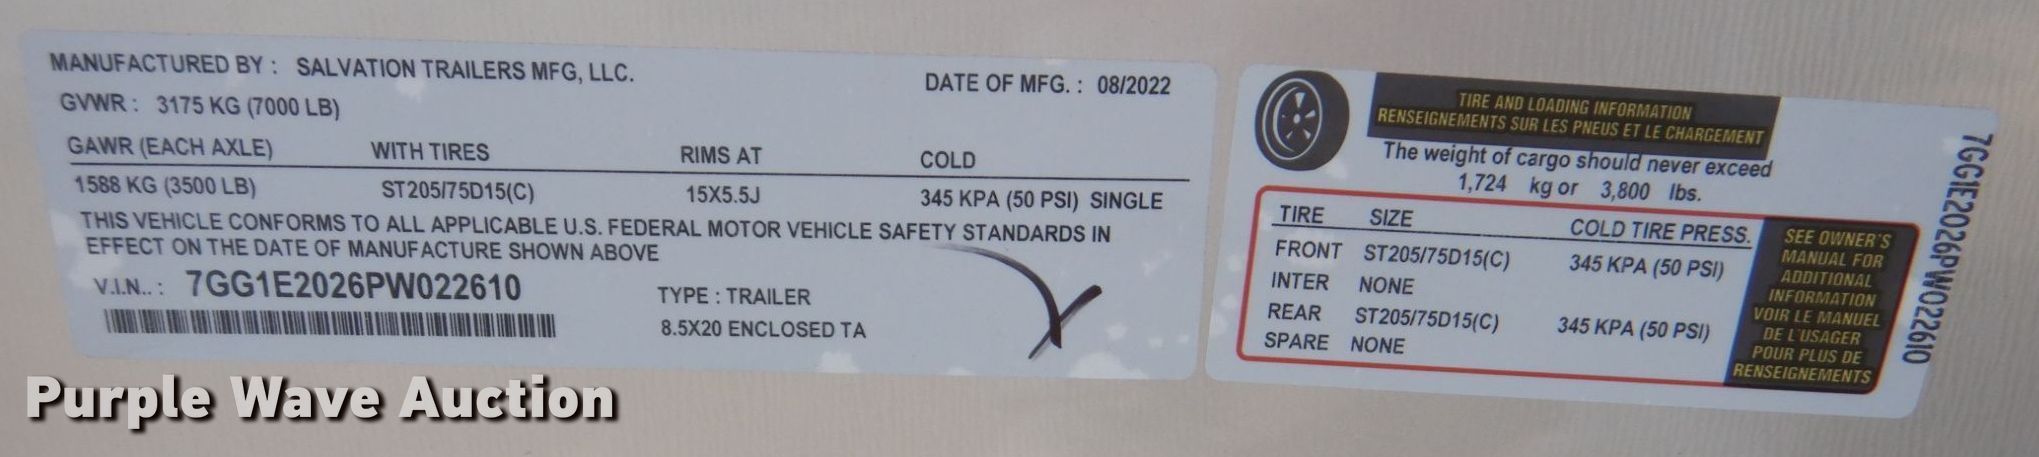 MANUFACTURED BY : SALVATION TRAILERS MFG, LLC.
DATE OF MFG. : 08/2022
GVWR : 3175 KG (7000 LB)
GAWR (EACH AXLE) WITH TIRES RIMS AT COLD
1588 KG (3500 LB) ST205/75D15(C) 15X5.5J 345 KPA (50 PSI) SINGLE
THIS VEHICLE CONFORMS TO ALL APPLICABLE U.S. FEDERAL MOTOR VEHICLE SAFETY STANDARDS IN
EFFECT ON THE DATE OF MANUFACTURE SHOWN ABOVE
V.I.N.. : 7GG1E2026PW022610
TYPE : TRAILER
8.5X20 ENCLOSED TA
TIRE AND LOADING INFORMATION
RENSEIGNEMENTS SUR LES PNEUS ET LE CHARGEMENT
The weight of cargo should never exceed
1,724 kg or 3,800 lbs.
TIRE SIZE COLD TIRE PRESS.
FRONT ST205/75D15(C) 345 KPA (50 PSI)
INTER NONE
REAR ST205/75D15(C) 345 KPA (50 PSI)
SPARE NONE
SEE OWNER'S
MANUAL FOR
ADDITIONAL
INFORMATION
VOIR LE MANUEL
DE L'USAGER
POUR PLUS DE
RENSEIGNEMENTS
7GG1E2026PW022610
Purple Wave Auction